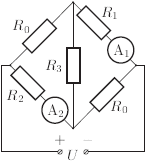 R₀
R₁
A₁
R₃
R₂
A₂
R₀
+ −
U